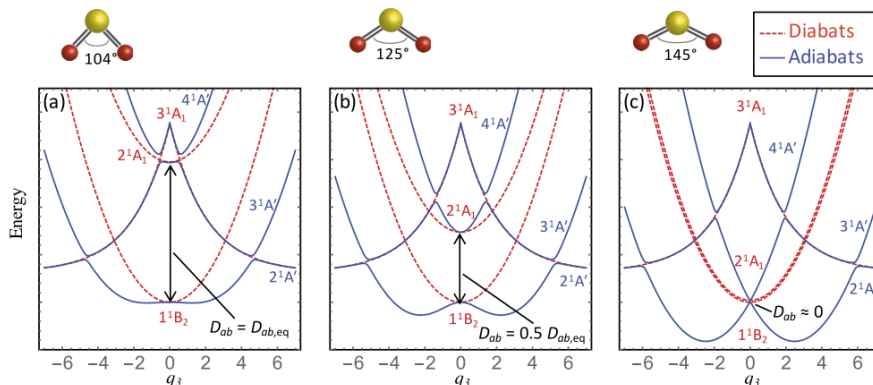 104°
125°
145°
Diabats
Adiabats
(a)
4¹A′
3¹A₁
2¹A₁
3¹A′
2¹A′
1¹B₂
D_ab = D_ab,eq
(b)
3¹A₁
4¹A′
2¹A₁
3¹A′
2¹A′
1¹B₂
D_ab = 0.5 D_ab,eq
(c)
3¹A₁
4¹A′
3¹A′
2¹A₁
2¹A
D_ab ≈ 0
1¹B₂
Energy
−6 −4 −2 0 2 4 6
−6 −4 −2 0 2 4 6
−6 −4 −2 0 2 4 6
q₃
q₃
q₃